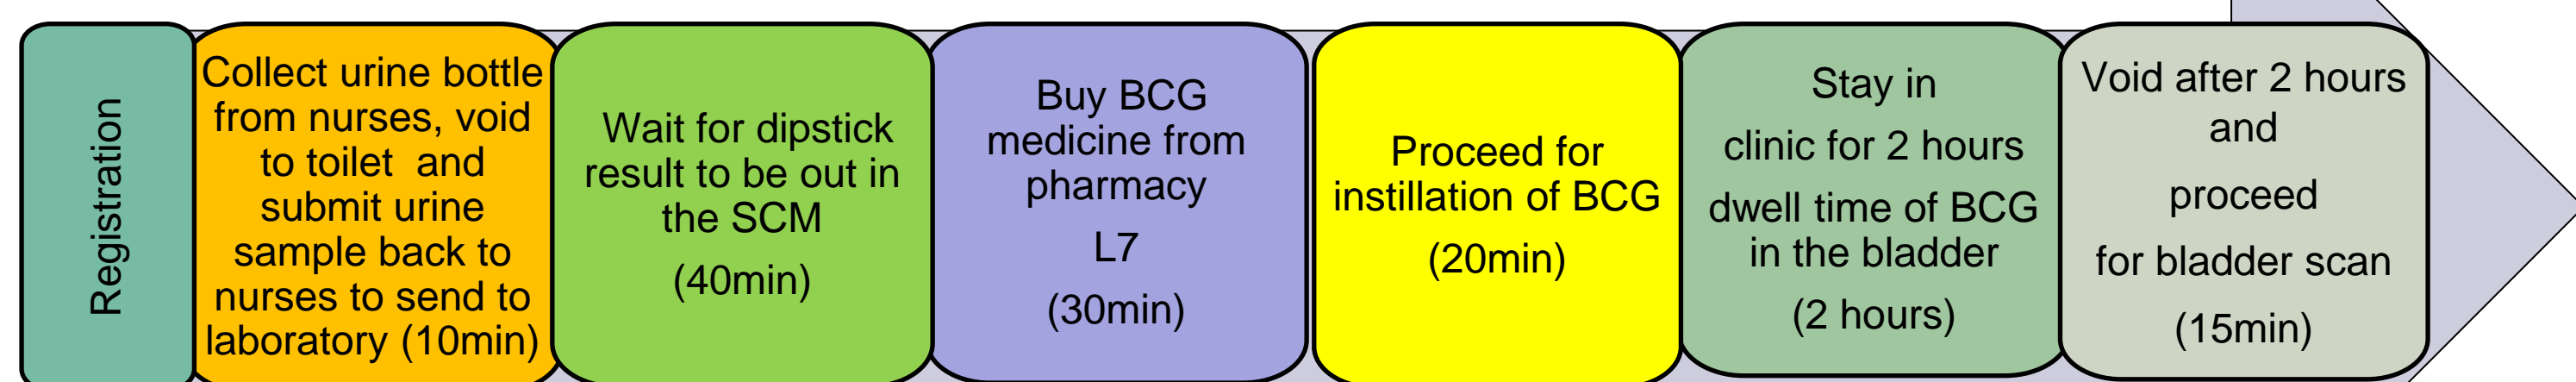 Registration
Collect urine bottle
from nurses, void
to toilet and
submit urine
sample back to
nurses to send to
laboratory (10min)
Wait for dipstick
result to be out in
the SCM
(40min)
Buy BCG
medicine from
pharmacy
L7
(30min)
Proceed for
instillation of BCG
(20min)
Stay in
clinic for 2 hours
dwell time of BCG
in the bladder
(2 hours)
Void after 2 hours
and
proceed
for bladder scan
(15min)